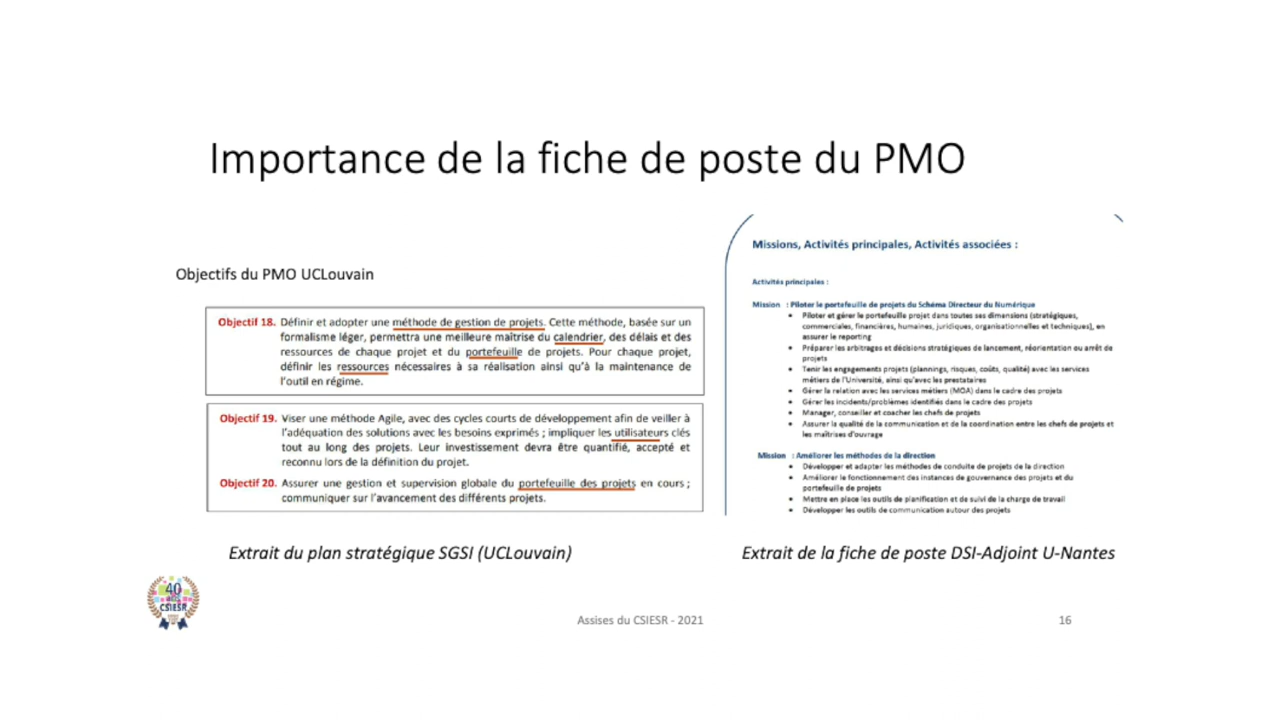 Importance de la fiche de poste du PMO
Objectifs du PMO UCLouvain
Objectif 18. Définir et adopter une méthode de gestion de projets. Cette méthode, basée sur un
formalisme léger, permettra une meilleure maîtrise du calendrier, des délais et des
ressources de chaque projet et du portefeuille de projets. Pour chaque projet,
définir les ressources nécessaires à sa réalisation ainsi qu'à la maintenance de
l'outil en régime.
Objectif 19. Viser une méthode Agile, avec des cycles courts de développement afin de veiller à
l'adéquation des solutions avec les besoins exprimés ; impliquer les utilisateurs clés
tout au long des projets. Leur investissement devra être quantifié, accepté et
reconnu lors de la définition du projet.
Objectif 20. Assurer une gestion et supervision globale du portefeuille des projets en cours ;
communiquer sur l'avancement des différents projets.
Extrait du plan stratégique SGSI (UCLouvain)
Missions, Activités principales, Activités associées :
Activités principales :
Mission : Piloter le portefeuille de projets du Schéma Directeur du Numérique
• Piloter et gérer le portefeuille projet dans toutes ses dimensions (stratégiques,
commerciales, financières, humaines, juridiques, organisationnelles et techniques), en
assurer le reporting
• Préparer les arbitrages et décisions stratégiques de lancement, réorientation ou arrêt de
projets
• Tenir les engagements projets (plannings, risques, coûts, qualité) avec les services
métiers de l'Université, ainsi qu'avec les prestataires
• Gérer la relation avec les services métiers (MOA) dans le cadre des projets
• Gérer les incidents/problèmes identifiés dans le cadre des projets
• Manager, conseiller et coacher les chefs de projets
• Assurer la qualité de la communication et de la coordination entre les chefs de projets et
les maîtrises d'ouvrage
Mission : Améliorer les méthodes de la direction
• Développer et adapter les méthodes de conduite de projets de la direction
• Améliorer le fonctionnement des instances de gouvernance des projets et du
portefeuille de projets
• Mettre en place les outils de planification et de suivi de la charge de travail
• Développer les outils de communication autour des projets
Extrait de la fiche de poste DSI-Adjoint U-Nantes
40
CSIESR
Assises du CSIESR - 2021
16